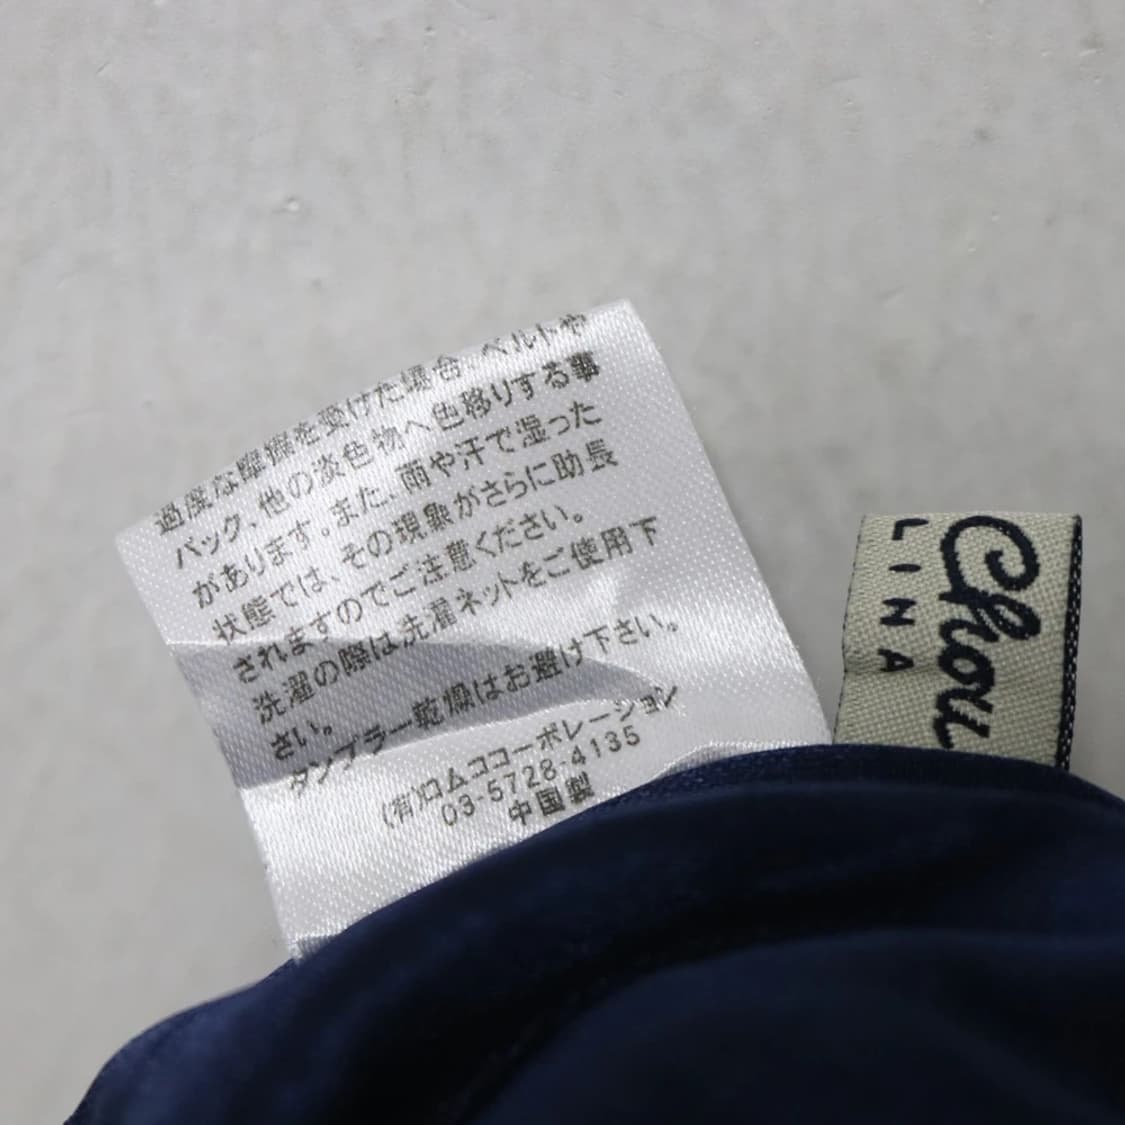 過度な摩擦を受けた場合、ベルトや
バック、他の淡色物へ色移りする事
があります。また、雨や汗で湿った
状態では、その現象がさらに助長
されますのでご注意ください。
洗濯の際は洗濯ネットをご使用下
さい。
タンブラー乾燥はお避け下さい。
(有)ロムココーポレーション
03-5728-4135
中国製
Chou
LINA